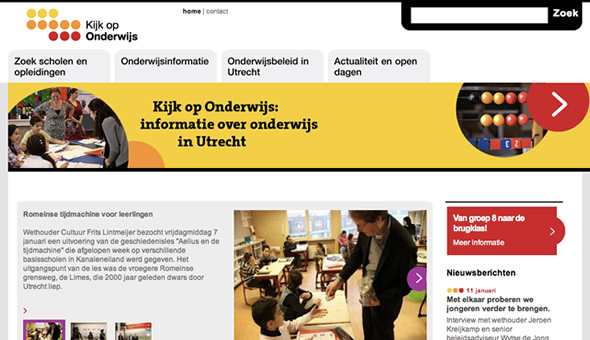 Kijk op
Onderwijs
home | contact
Zoek
Zoek scholen en
opleidingen
Onderwijsinformatie
Onderwijsbeleid in
Utrecht
Actualiteit en open
dagen
Kijk op Onderwijs:
informatie over onderwijs
in Utrecht
Romeinse tijdmachine voor leerlingen
Wethouder Cultuur Frits Lintmeijer bezocht vrijdagmiddag 7
januari een uitvoering van de geschiedenisles "Aelius en de
tijdmachine" die afgelopen week op verschillende
basisscholen in Kanaleneiland werd gegeven. Het
uitgangspunt van de les was de vroegere Romeinse
grensweg, de Limes, die 2000 jaar geleden dwars door
Utrecht liep.
Van groep 8 naar de
brugklas!
Meer informatie
Nieuwsberichten
11 januari
Met elkaar proberen we
jongeren verder te brengen.
Interview met wethouder Jeroen
Kreijkamp en senior
beleidsadviseur Wytse de Jong